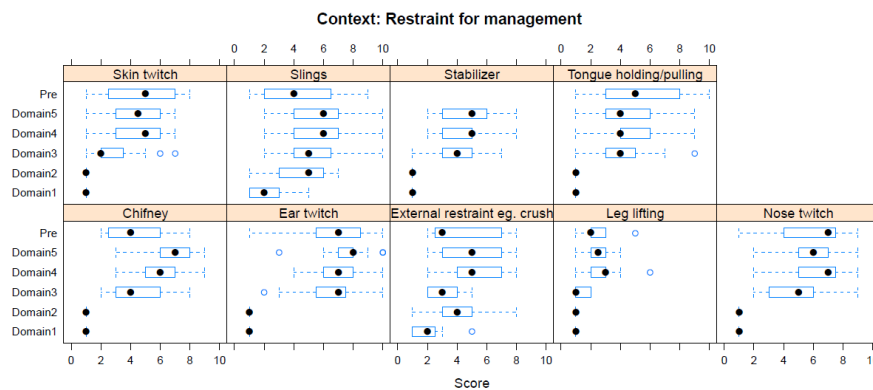 Context: Restraint for management
0 2 4 6 8 10 0 2 4 6 8 10
Skin twitch Slings Stabilizer Tongue holding/pulling
Pre
Domain5
Domain4
Domain3
Domain2
Domain1
Chifney Ear twitch External restraint eg. crush Leg lifting Nose twitch
Pre
Domain5
Domain4
Domain3
Domain2
Domain1
0 2 4 6 8 10 0 2 4 6 8 10 0 2 4 6 8 10
Score